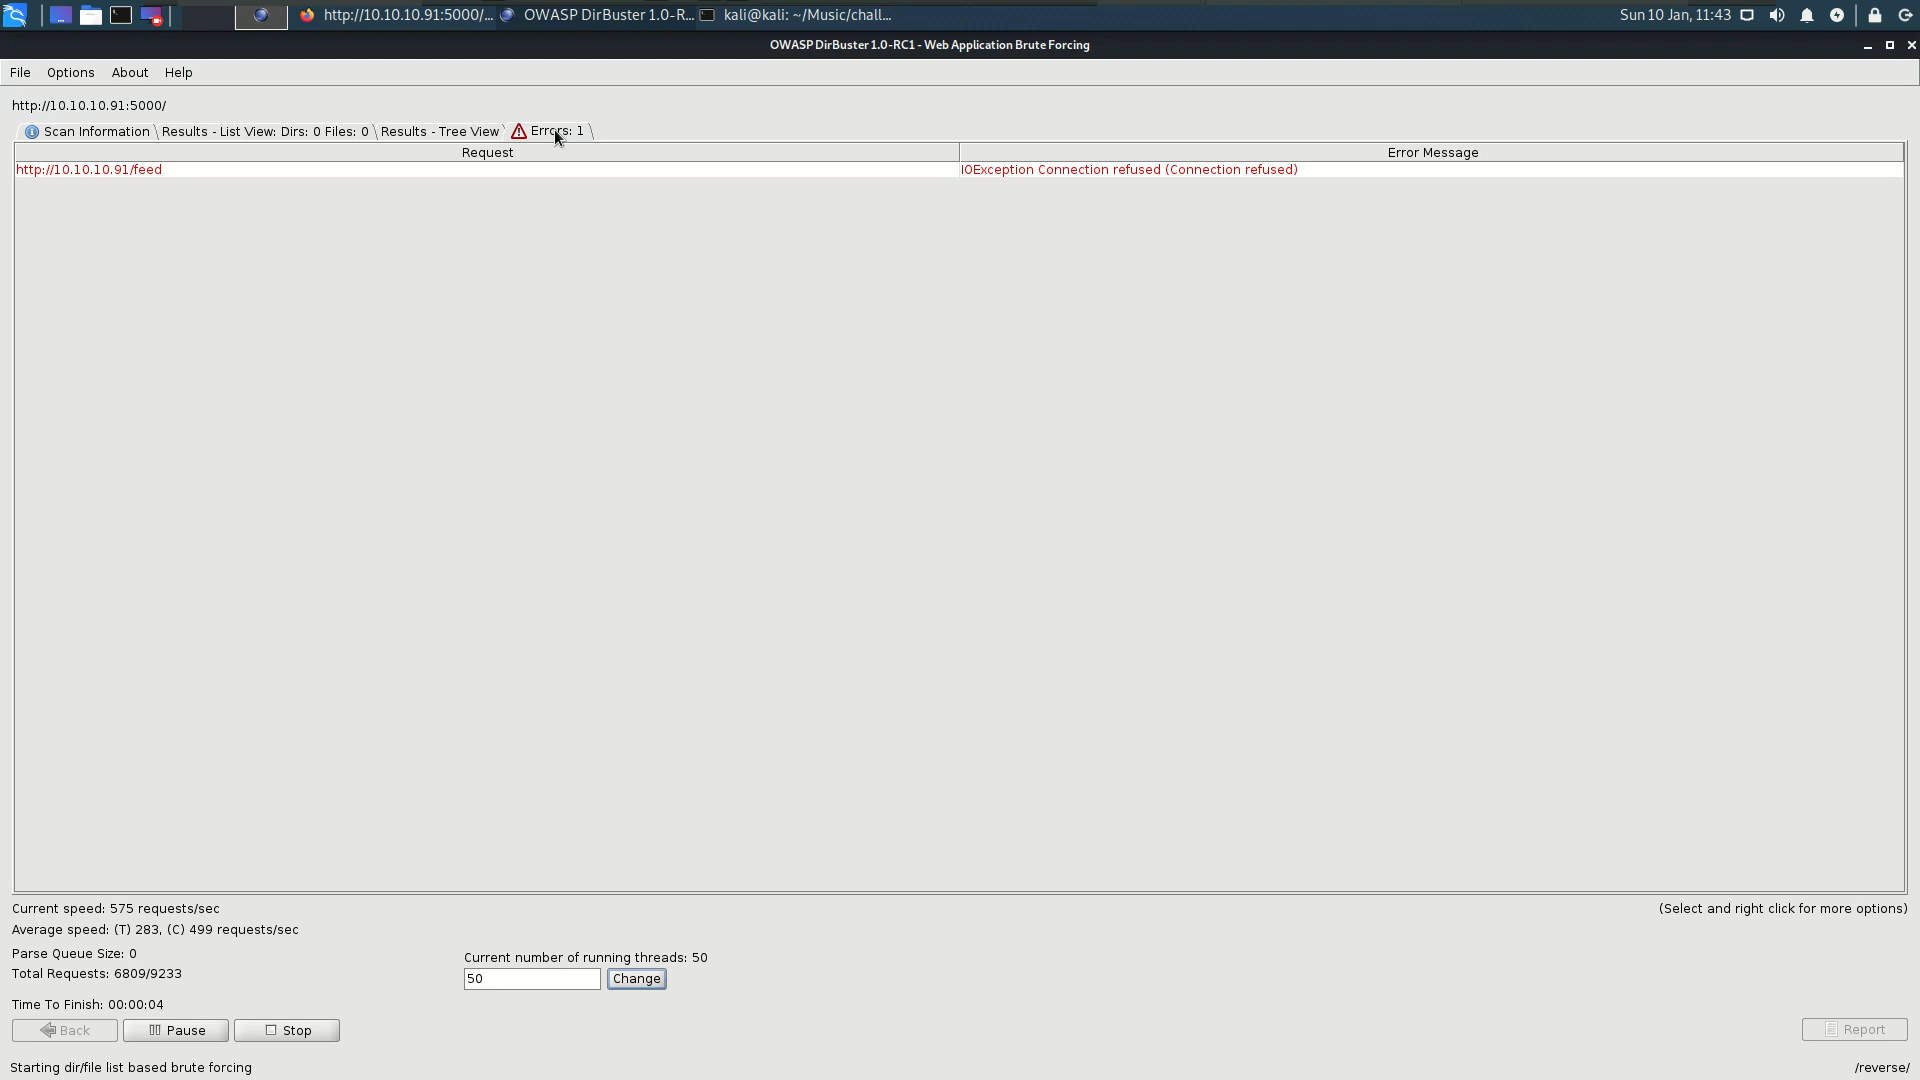 http://10.10.10.91:5000/... OWASP DirBuster 1.0-R... kali@kali: ~/Music/chall... Sun 10 Jan, 11:43
OWASP DirBuster 1.0-RC1 - Web Application Brute Forcing
File Options About Help
http://10.10.10.91:5000/
Scan Information Results - List View: Dirs: 0 Files: 0 Results - Tree View Errors: 1
Request Error Message
http://10.10.10.91/feed IOException Connection refused (Connection refused)
Current speed: 575 requests/sec (Select and right click for more options)
Average speed: (T) 283, (C) 499 requests/sec
Parse Queue Size: 0 Current number of running threads: 50
Total Requests: 6809/9233 50 Change
Time To Finish: 00:00:04
Back Pause Stop Report
Starting dir/file list based brute forcing /reverse/